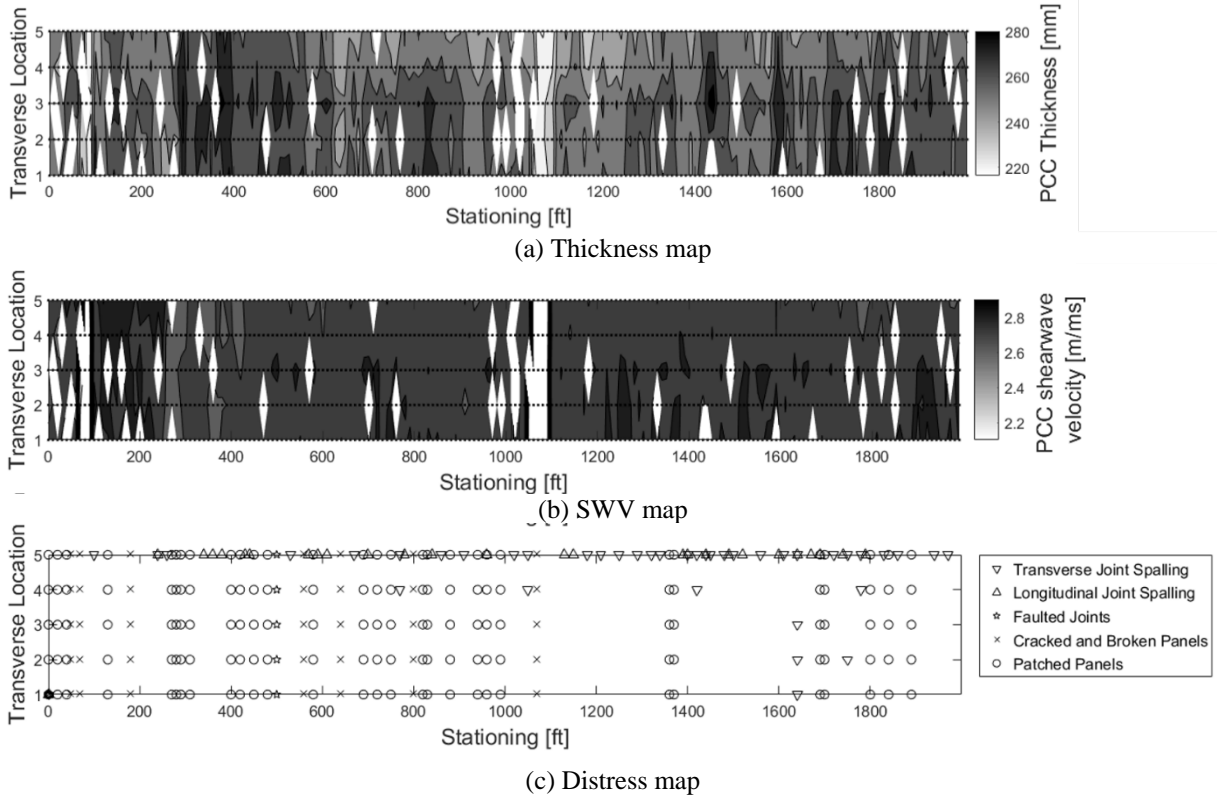 Transverse Location
5
4
3
2
1
0 200 400 600 800 1000 1200 1400 1600 1800
Stationing [ft]
280
260
240
220
PCC Thickness [mm]
(a) Thickness map
Transverse Location
5
4
3
2
1
0 200 400 600 800 1000 1200 1400 1600 1800
Stationing [ft]
2.8
2.6
2.4
2.2
PCC shearwave
velocity [m/ms]
(b) SWV map
Transverse Location
5
4
3
2
1
0 200 400 600 800 1000 1200 1400 1600 1800
Stationing [ft]
Transverse Joint Spalling
Longitudinal Joint Spalling
Faulted Joints
Cracked and Broken Panels
Patched Panels
(c) Distress map